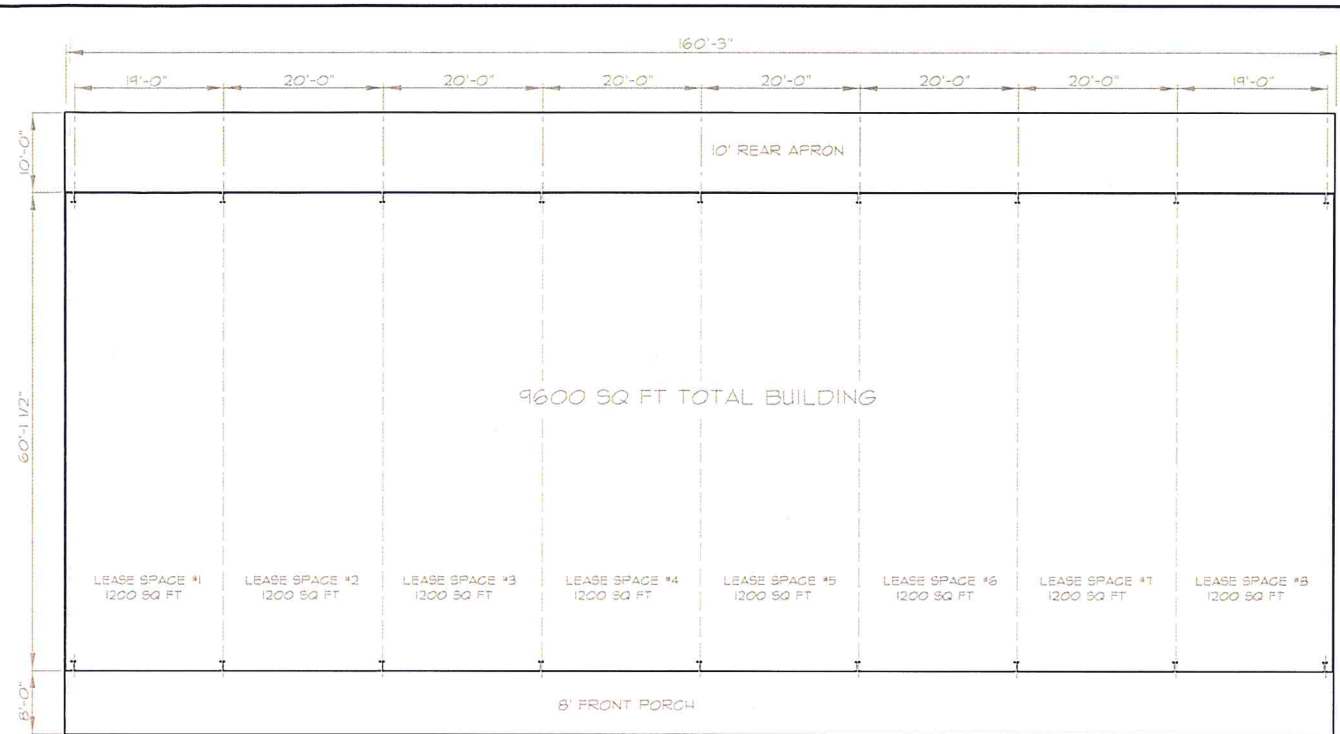 160'-3"
19'-0" 20'-0" 20'-0" 20'-0" 20'-0" 20'-0" 20'-0" 19'-0"
10'-0"
10' REAR APRON
60'-1 1/2"
9600 SQ FT TOTAL BUILDING
LEASE SPACE #1
1200 SQ FT
LEASE SPACE #2
1200 SQ FT
LEASE SPACE #3
1200 SQ FT
LEASE SPACE #4
1200 SQ FT
LEASE SPACE #5
1200 SQ FT
LEASE SPACE #6
1200 SQ FT
LEASE SPACE #7
1200 SQ FT
LEASE SPACE #8
1200 SQ FT
8'-0"
8' FRONT PORCH